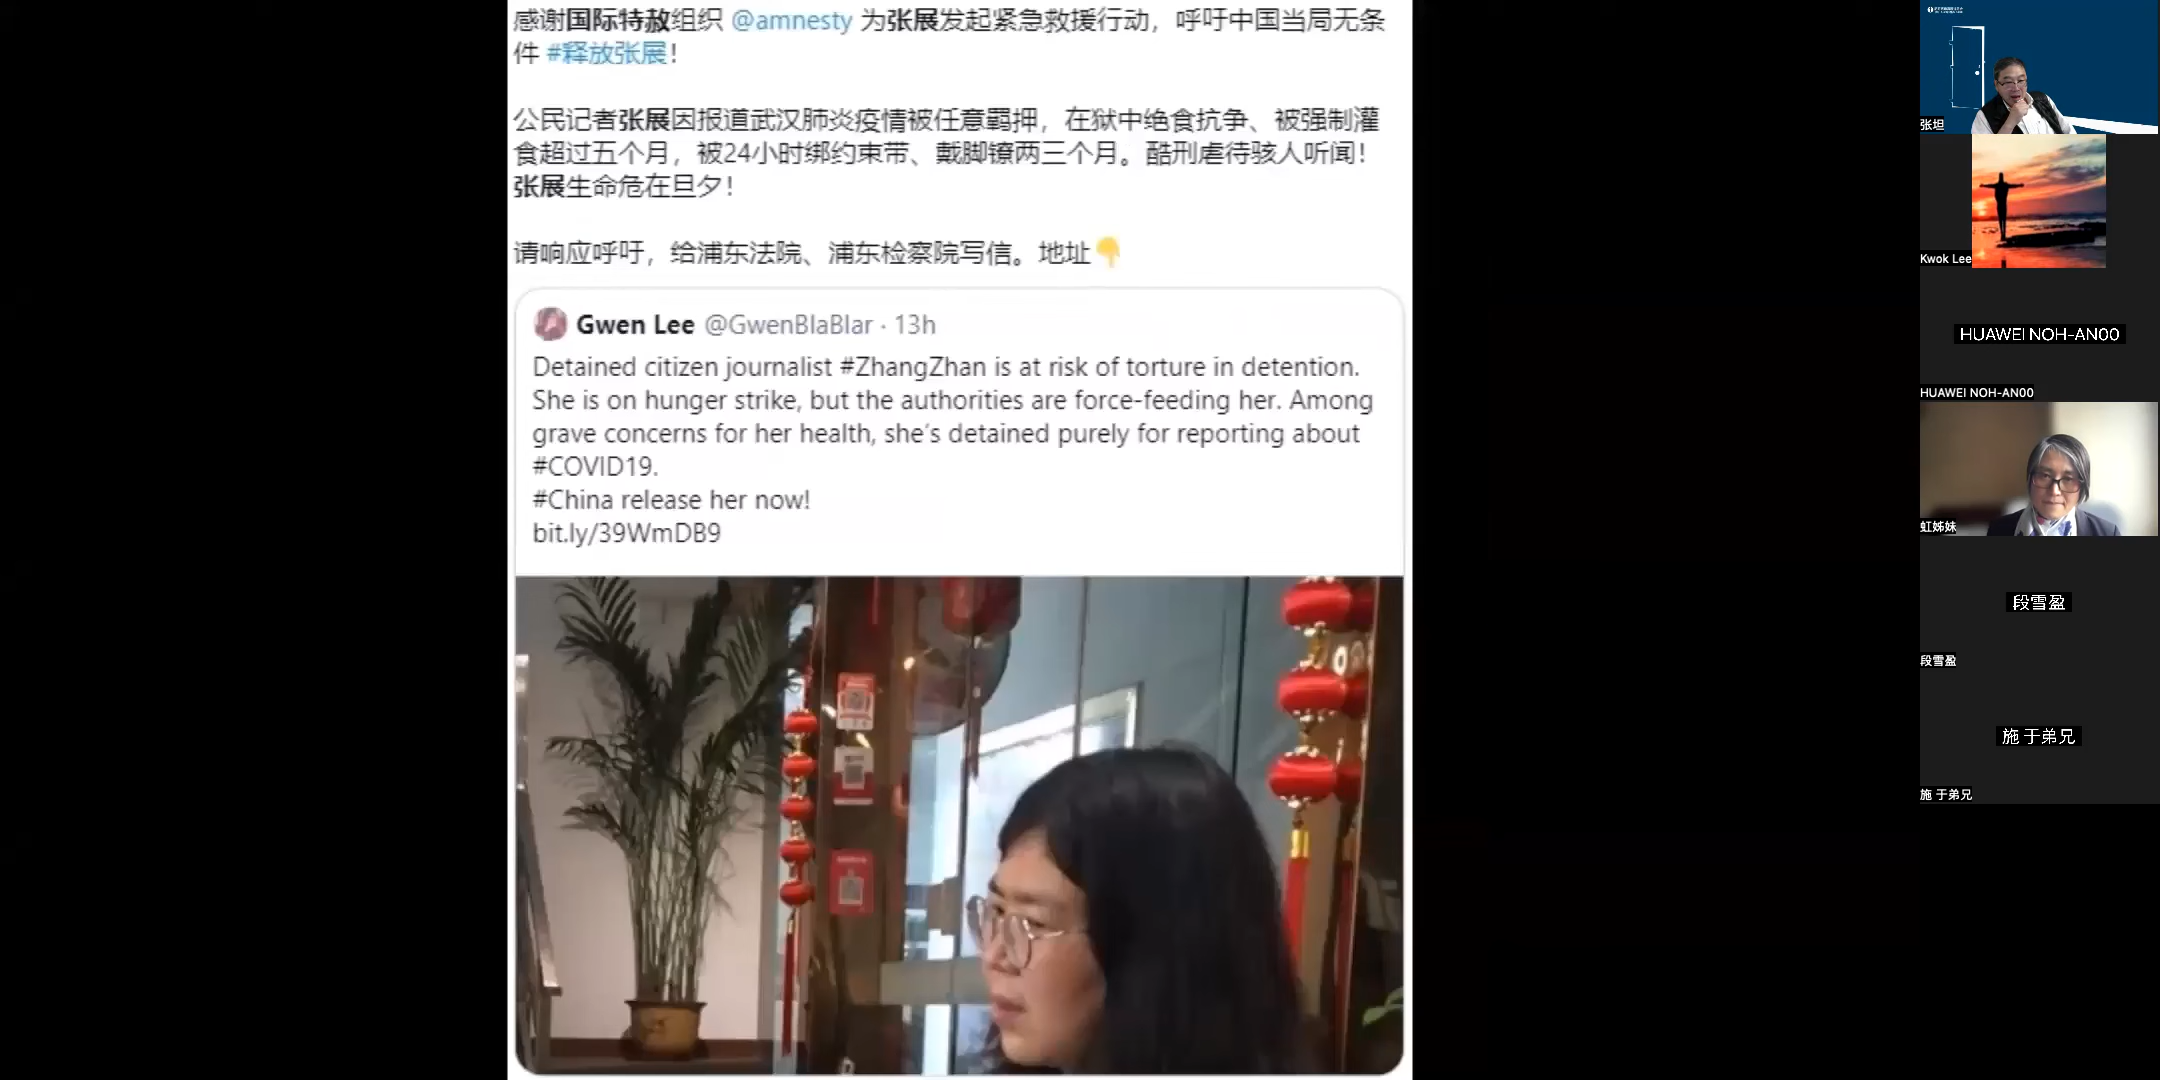 感谢国际特赦组织 @amnesty 为张展发起紧急救援行动，呼吁中国当局无条
件 #释放张展！
公民记者张展因报道武汉肺炎疫情被任意羁押，在狱中绝食抗争、被强制灌
食超过五个月，被24小时绑约束带、戴脚镣两三个月。酷刑虐待骇人听闻！
张展生命危在旦夕！
请响应呼吁，给浦东法院、浦东检察院写信。地址👇
Gwen Lee @GwenBlaBlar · 13h
Detained citizen journalist #ZhangZhan is at risk of torture in detention.
She is on hunger strike, but the authorities are force-feeding her. Among
grave concerns for her health, she's detained purely for reporting about
#COVID19.
#China release her now!
bit.ly/39WmDB9
张坦
Kwok Lee
HUAWEI NOH-AN00
HUAWEI NOH-AN00
虹姊妹
段雪盈
段雪盈
施 于弟兄
施 于弟兄